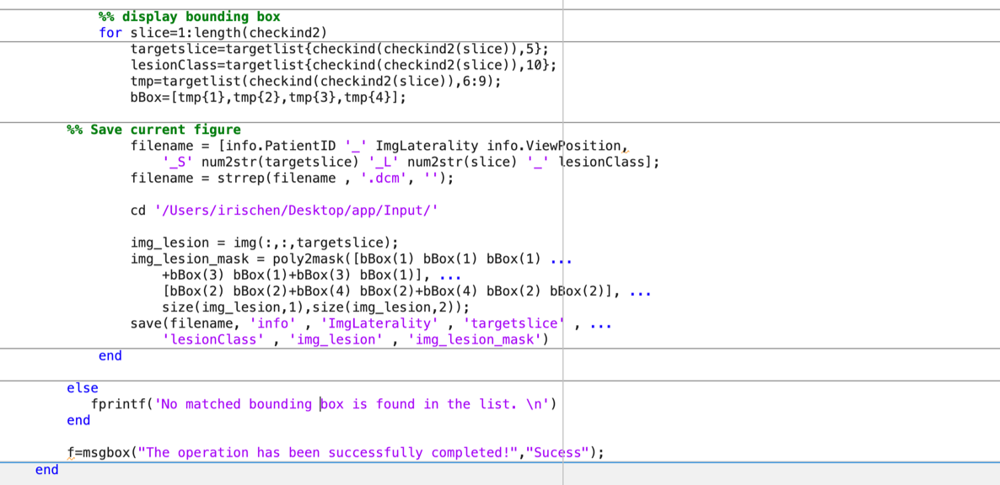 %% display bounding box
for slice=1:length(checkind2)
targetslice=targetlist{checkind(checkind2(slice)),5};
lesionClass=targetlist{checkind(checkind2(slice)),10};
tmp=targetlist(checkind(checkind2(slice)),6:9);
bBox=[tmp{1},tmp{2},tmp{3},tmp{4}];
%% Save current figure
filename = [info.PatientID '_' ImgLaterality info.ViewPosition,
'_S' num2str(targetslice) '_L' num2str(slice) '_' lesionClass];
filename = strrep(filename , '.dcm', '');
cd '/Users/irischen/Desktop/app/Input/'
img_lesion = img(:,:,targetslice);
img_lesion_mask = poly2mask([bBox(1) bBox(1) bBox(1) ...
+bBox(3) bBox(1)+bBox(3) bBox(1)], ...
[bBox(2) bBox(2)+bBox(4) bBox(2)+bBox(4) bBox(2) bBox(2)], ...
size(img_lesion,1),size(img_lesion,2));
save(filename, 'info' , 'ImgLaterality' , 'targetslice' , ...
'lesionClass' , 'img_lesion' , 'img_lesion_mask')
end
else
fprintf('No matched bounding box is found in the list. \n')
end
f=msgbox("The operation has been successfully completed!","Sucess");
end